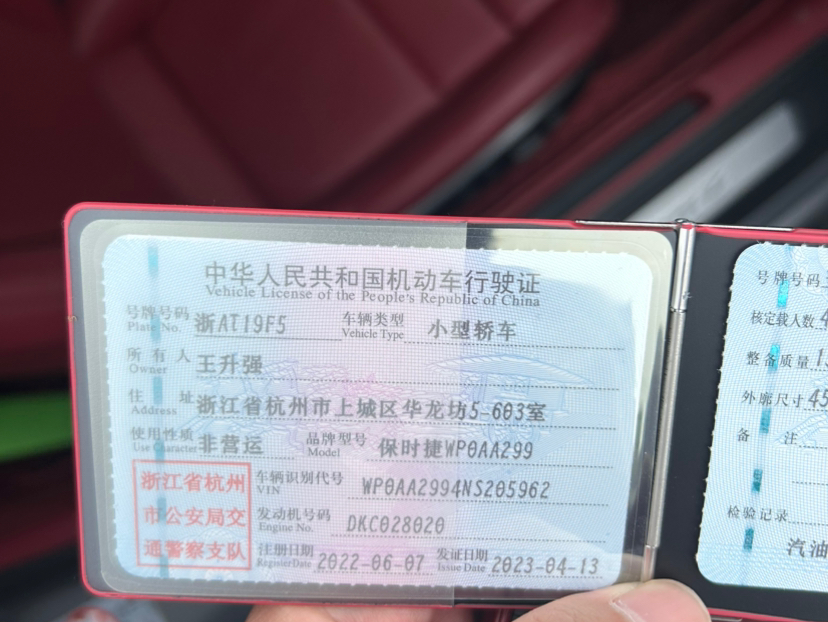 中华人民共和国机动车行驶证
Vehicle License of the People's Republic of China
号牌号码 Plate No. 浙AT19F5 车辆类型 Vehicle Type 小型轿车
所有人 Owner 王升强
住址 Address 浙江省杭州市上城区华龙坊5-603室
使用性质 Use Character 非营运 品牌型号 Model 保时捷WP0AA299
浙江省杭州
市公安局交
通警察支队
车辆识别代号 VIN WP0AA2994NS205962
发动机号码 Engine No. DKC028020
注册日期 Register Date 2022-06-07 发证日期 Issue Date 2023-04-13
号牌号码
核定载人数
整备质量
外廓尺寸 45
备注
检验记录
汽油